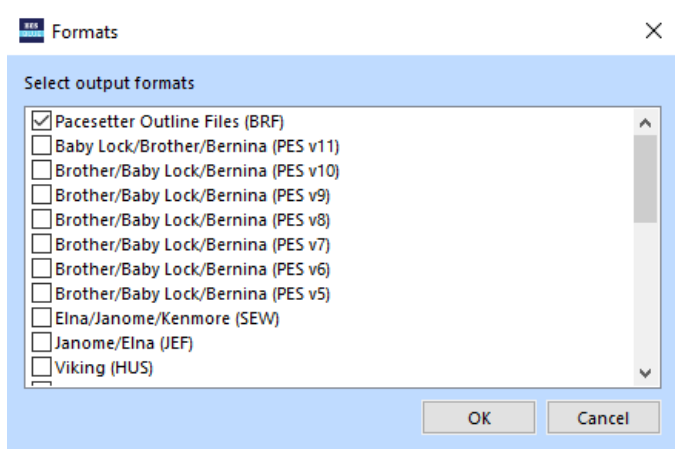 Formats
Select output formats
Pacesetter Outline Files (BRF)
Baby Lock/Brother/Bernina (PES v11)
Brother/Baby Lock/Bernina (PES v10)
Brother/Baby Lock/Bernina (PES v9)
Brother/Baby Lock/Bernina (PES v8)
Brother/Baby Lock/Bernina (PES v7)
Brother/Baby Lock/Bernina (PES v6)
Brother/Baby Lock/Bernina (PES v5)
Elna/Janome/Kenmore (SEW)
Janome/Elna (JEF)
Viking (HUS)
OK Cancel